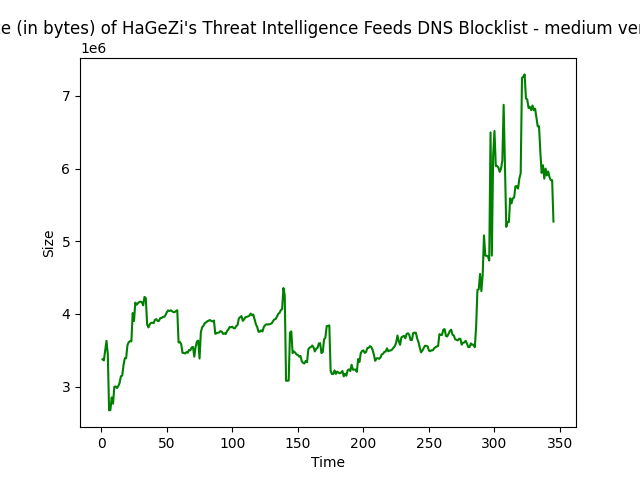 e (in bytes) of HaGeZi's Threat Intelligence Feeds DNS Blocklist - medium ver
1e6
7
6
5
4
3
Size
0 50 100 150 200 250 300 350
Time